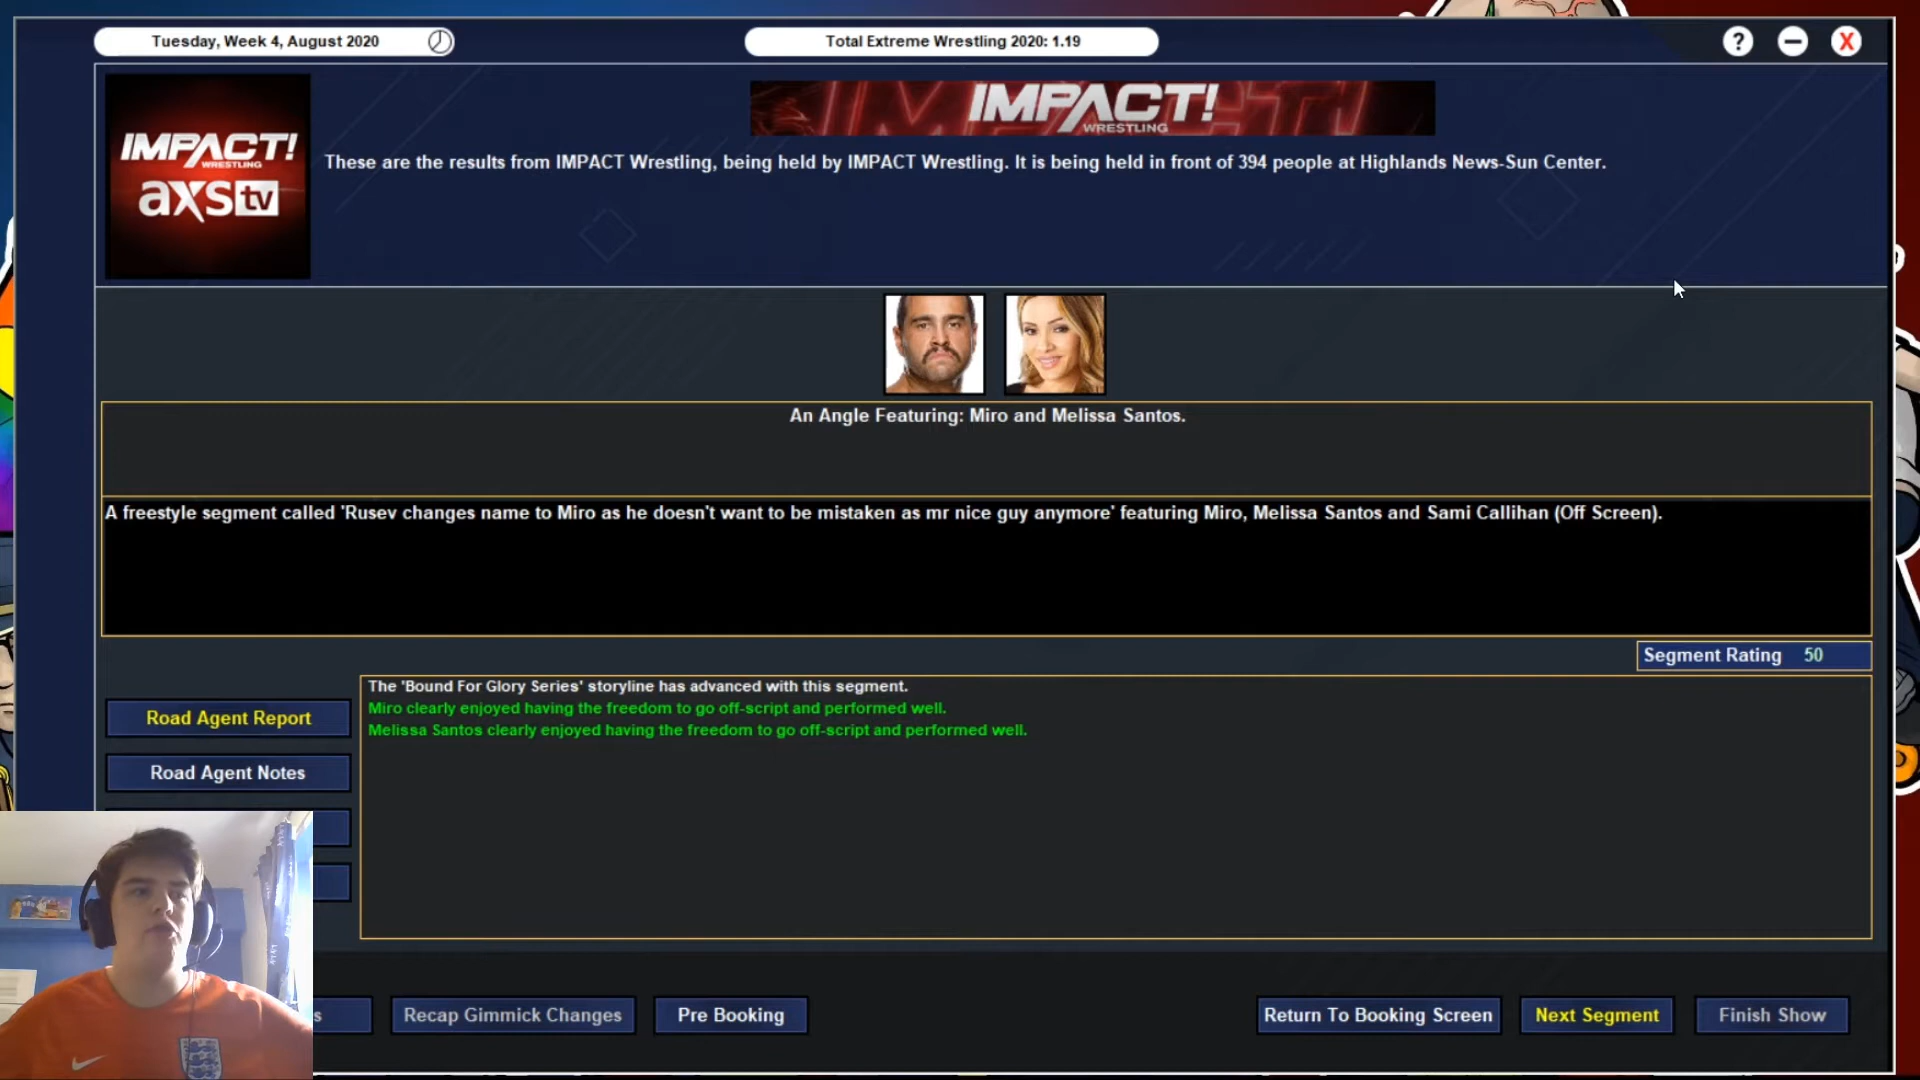 Tuesday, Week 4, August 2020
Total Extreme Wrestling 2020: 1.19
?
X
IMPACT!
WRESTLING
axs tv
IMPACT!
WRESTLING
These are the results from IMPACT Wrestling, being held by IMPACT Wrestling. It is being held in front of 394 people at Highlands News-Sun Center.
An Angle Featuring: Miro and Melissa Santos.
A freestyle segment called 'Rusev changes name to Miro as he doesn't want to be mistaken as mr nice guy anymore' featuring Miro, Melissa Santos and Sami Callihan (Off Screen).
Segment Rating 50
The 'Bound For Glory Series' storyline has advanced with this segment.
Miro clearly enjoyed having the freedom to go off-script and performed well.
Melissa Santos clearly enjoyed having the freedom to go off-script and performed well.
Road Agent Report
Road Agent Notes
s
Recap Gimmick Changes
Pre Booking
Return To Booking Screen
Next Segment
Finish Show